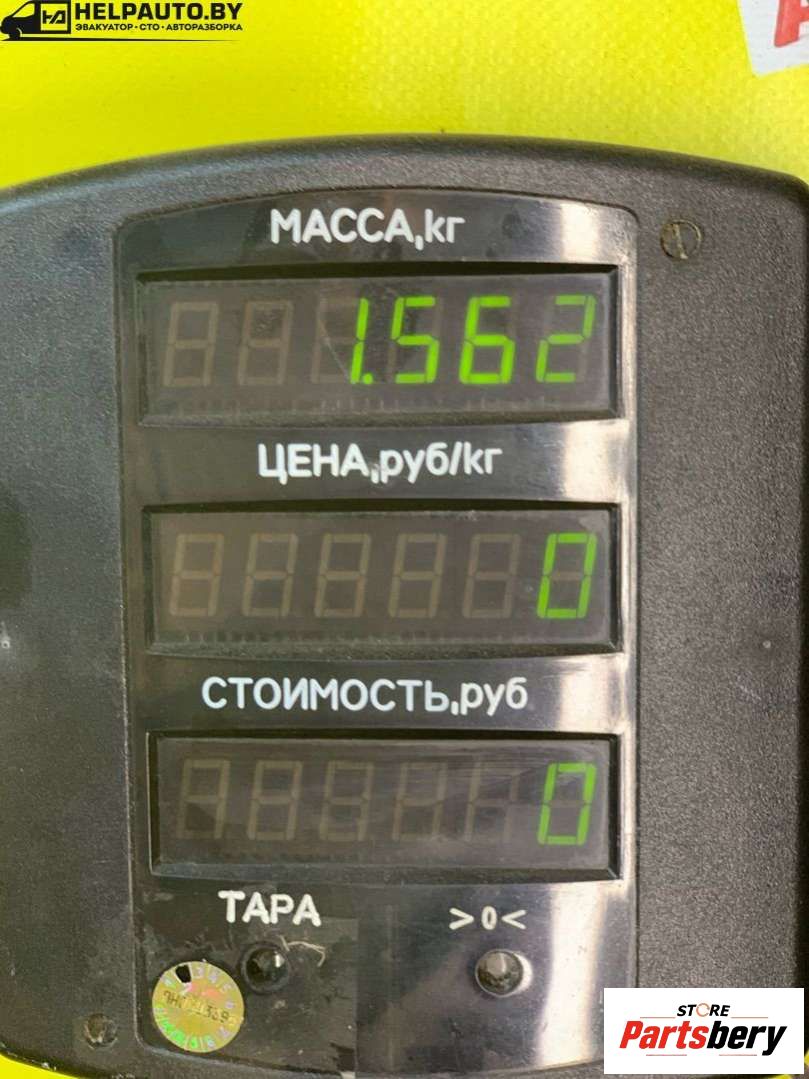 HELPAUTO.BY
ЭВАКУАТОР·СТО·АВТОРАЗБОРКА
МАССА,кг
1.562
ЦЕНА,руб/кг
0
СТОИМОСТЬ,руб
0
ТАРА >0<
STORE
Partsbery